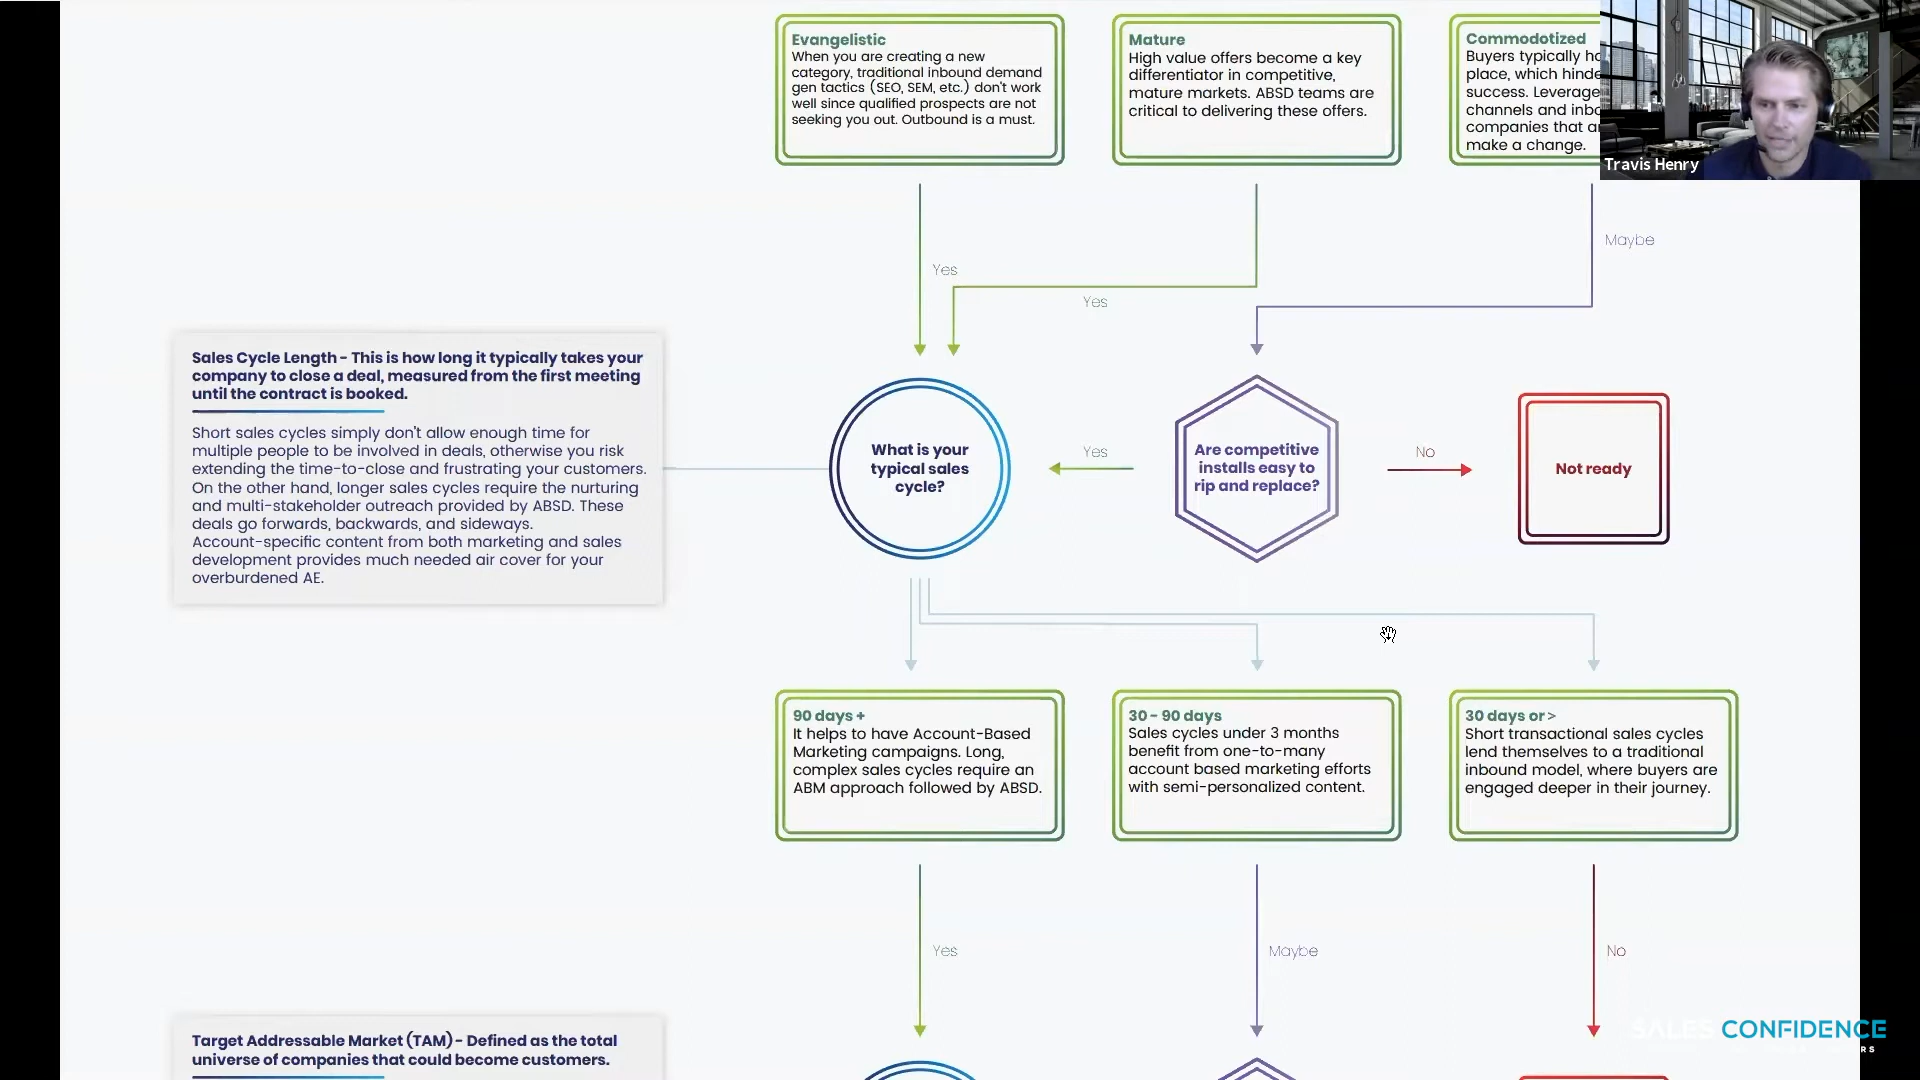 Evangelistic
When you are creating a new
category, traditional inbound demand
gen tactics (SEO, SEM, etc.) don't work
well since qualified prospects are not
seeking you out. Outbound is a must.
Mature
High value offers become a key
differentiator in competitive,
mature markets. ABSD teams are
critical to delivering these offers.
Commodotized
Buyers typically
place, which
success. Leverage
channels and
companies that
make a change.
Travis Henry
Maybe
Yes
Yes
Sales Cycle Length - This is how long it typically takes your
company to close a deal, measured from the first meeting
until the contract is booked.
Short sales cycles simply don't allow enough time for
multiple people to be involved in deals, otherwise you risk
extending the time-to-close and frustrating your customers.
On the other hand, longer sales cycles require the nurturing
and multi-stakeholder outreach provided by ABSD. These
deals go forwards, backwards, and sideways.
Account-specific content from both marketing and sales
development provides much needed air cover for your
overburdened AE.
What is your
typical sales
cycle?
Yes
Are competitive
installs easy to
rip and replace?
No
Not ready
90 days +
It helps to have Account-Based
Marketing campaigns. Long,
complex sales cycles require an
ABM approach followed by ABSD.
30 - 90 days
Sales cycles under 3 months
benefit from one-to-many
account based marketing efforts
with semi-personalized content.
30 days or >
Short transactional sales cycles
lend themselves to a traditional
inbound model, where buyers are
engaged deeper in their journey.
Yes
Maybe
No
Target Addressable Market (TAM) - Defined as the total
universe of companies that could become customers.
SALES CONFIDENCE